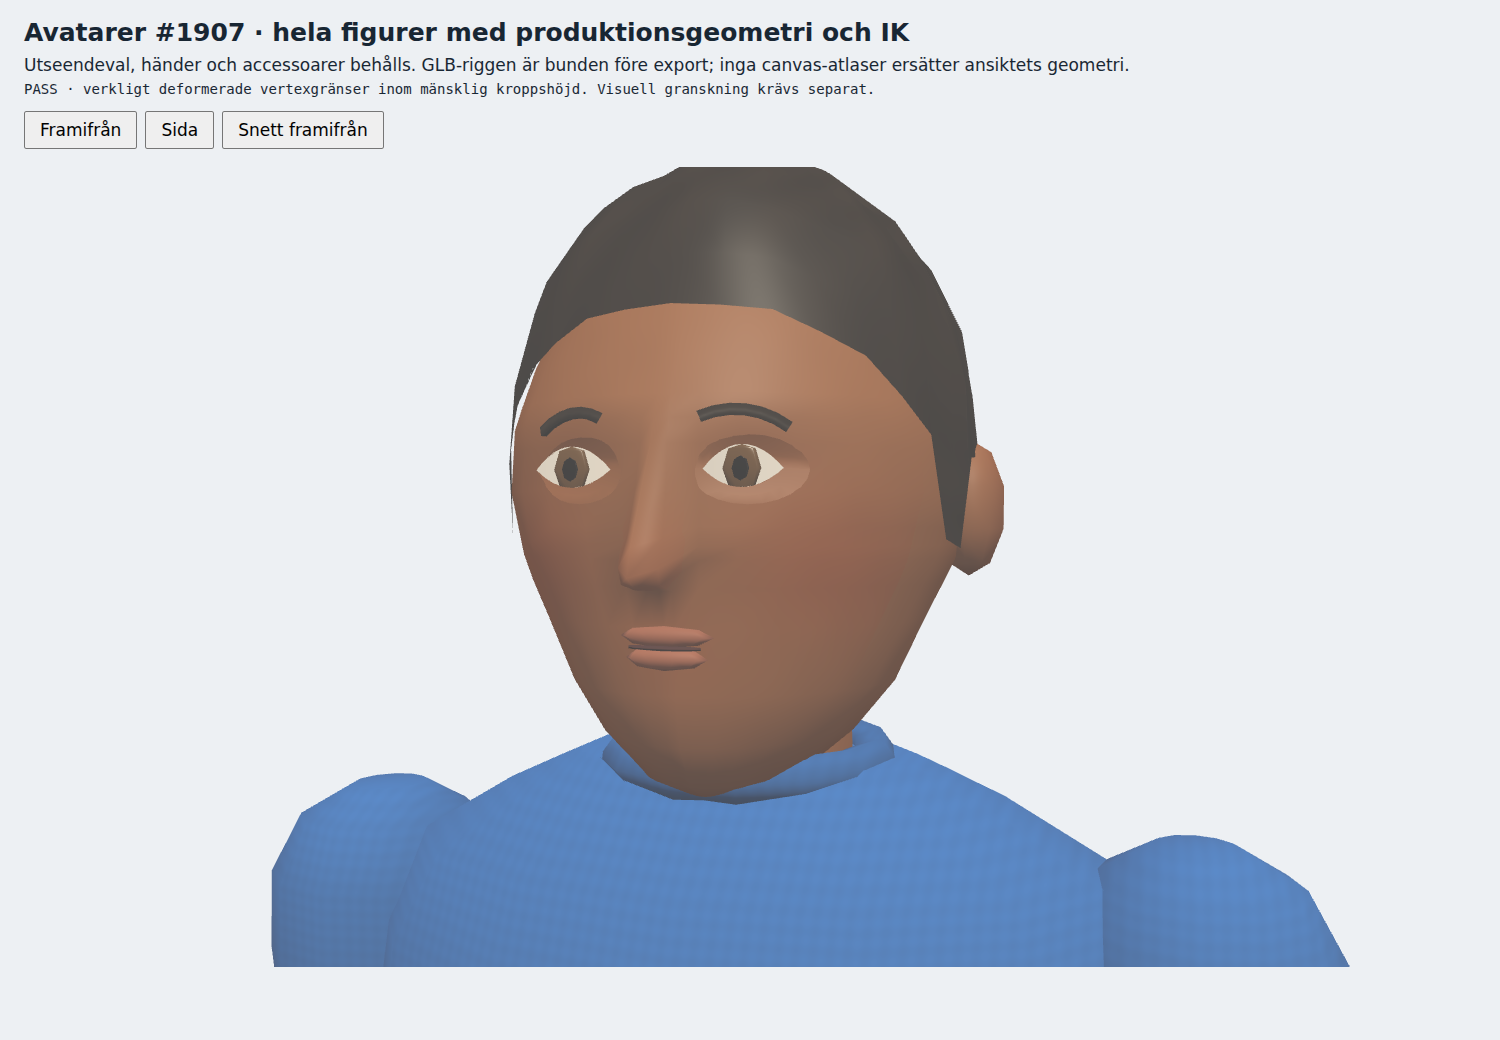 Avatarer #1907 · hela figurer med produktionsgeometri och IK
Utseendeval, händer och accessoarer behålls. GLB-riggen är bunden före export; inga canvas-atlaser ersätter ansiktets geometri.
PASS · verkligt deformerade vertexgränser inom mänsklig kroppshöjd. Visuell granskning krävs separat.
Framifrån Sida Snett framifrån